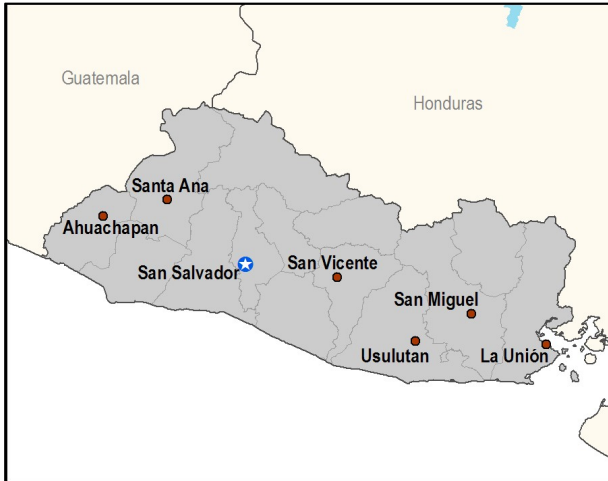 Guatemala
Honduras
Santa Ana
Ahuachapan
San Salvador
San Vicente
San Miguel
Usulutan
La Unión